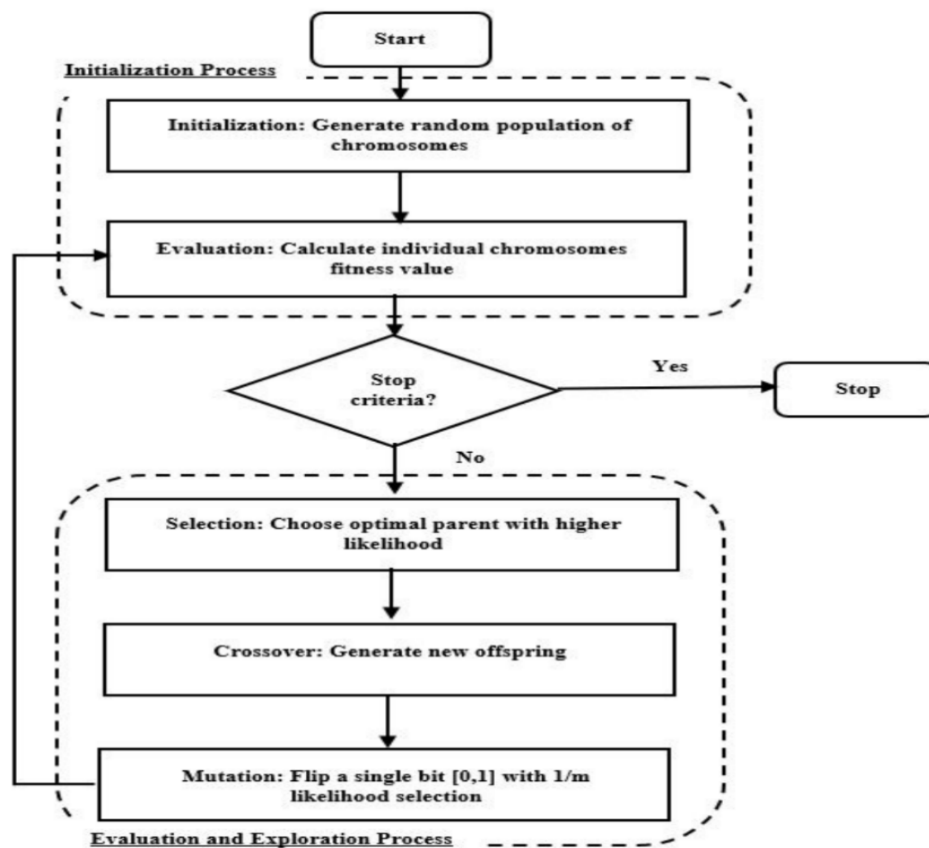 Start
Initialization Process
Initialization: Generate random population of
chromosomes
Evaluation: Calculate individual chromosomes
fitness value
Stop
criteria?
Yes
Stop
No
Selection: Choose optimal parent with higher
likelihood
Crossover: Generate new offspring
Mutation: Flip a single bit [0,1] with 1/m
likelihood selection
Evaluation and Exploration Process